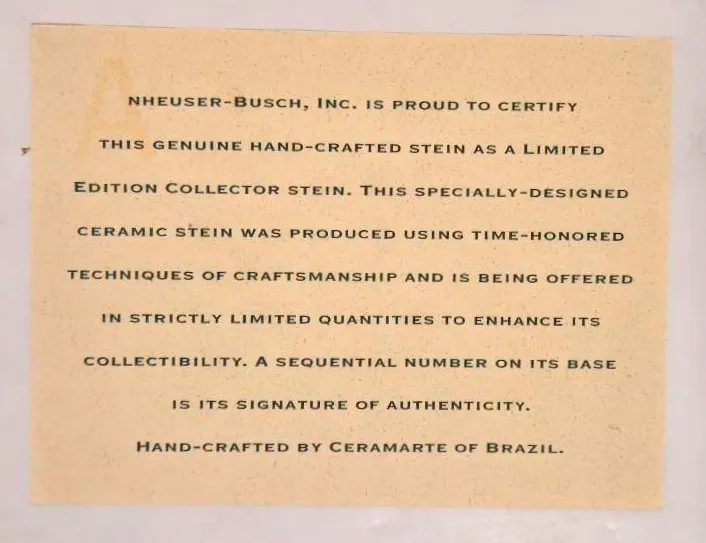 Anheuser-Busch, Inc. is proud to certify
this genuine hand-crafted stein as a Limited
Edition Collector stein. This specially-designed
ceramic stein was produced using time-honored
techniques of craftsmanship and is being offered
in strictly limited quantities to enhance its
collectibility. A sequential number on its base
is its signature of authenticity.
Hand-crafted by Ceramarte of Brazil.